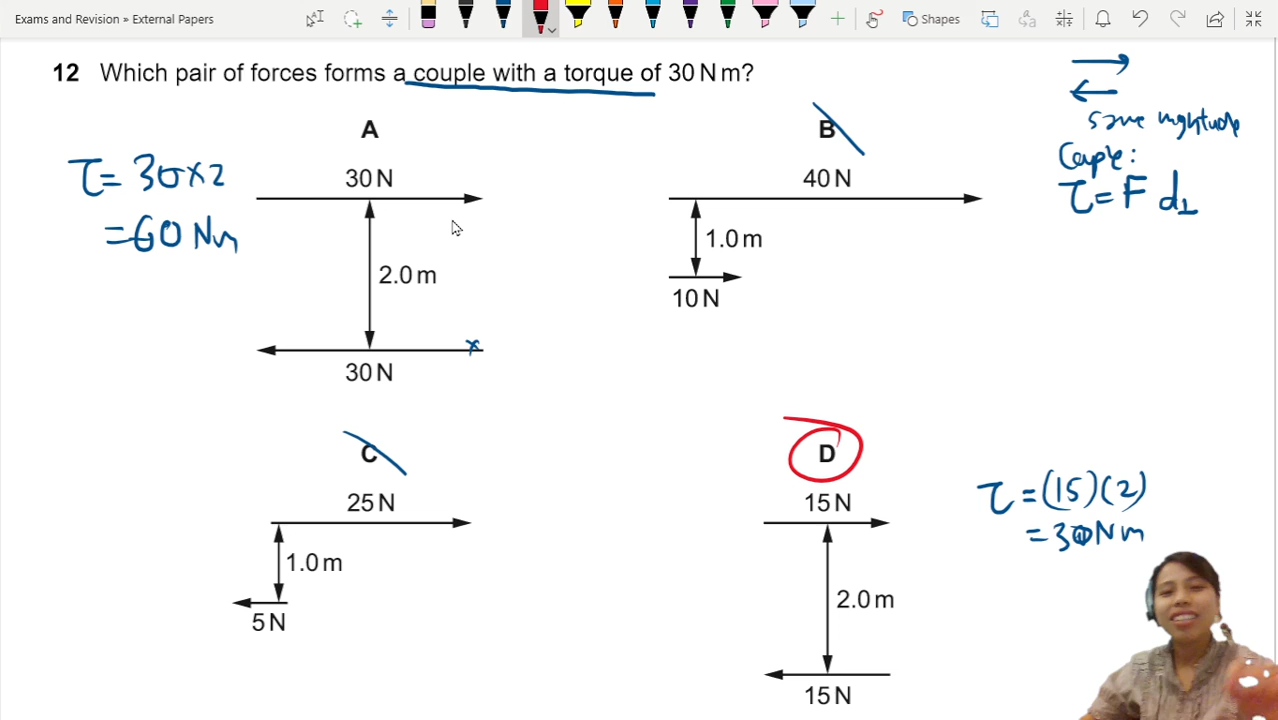 Exams and Revision » External Papers
Shapes
12 Which pair of forces forms a couple with a torque of 30 N m?
same magnitude
Couple:
τ = F d⊥
A
30 N
2.0 m
30 N
τ = 30 × 2
= 60 Nm
B
40 N
1.0 m
10 N
C
25 N
1.0 m
5 N
D
15 N
2.0 m
15 N
τ = (15)(2)
= 30 Nm